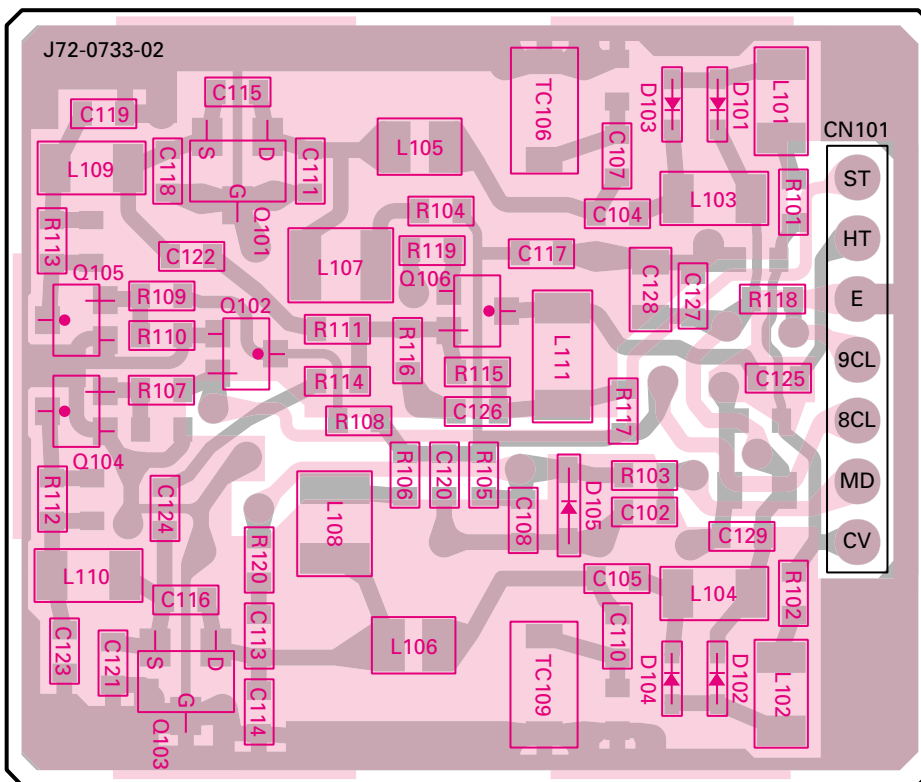 J72-0733-02
C115
C119
TC106
D103
D101
L101
CN101
S
D
L105
C107
L109
C118
C111
ST
G
R104
C104
L103
R101
R113
Q101
R119
C117
HT
C122
L107
Q105
Q106
C128
C127
R109
R118
E
Q102
R110
R111
R116
L111
9CL
R107
R114
R115
C125
R108
C126
R117
8CL
Q104
R106
C120
R105
R103
MD
R112
C124
L108
C108
D105
C102
R120
C129
CV
L110
C116
C105
L104
R102
C123
C121
S
D
C113
L106
TC109
C110
D104
D102
L102
G
C114
Q103